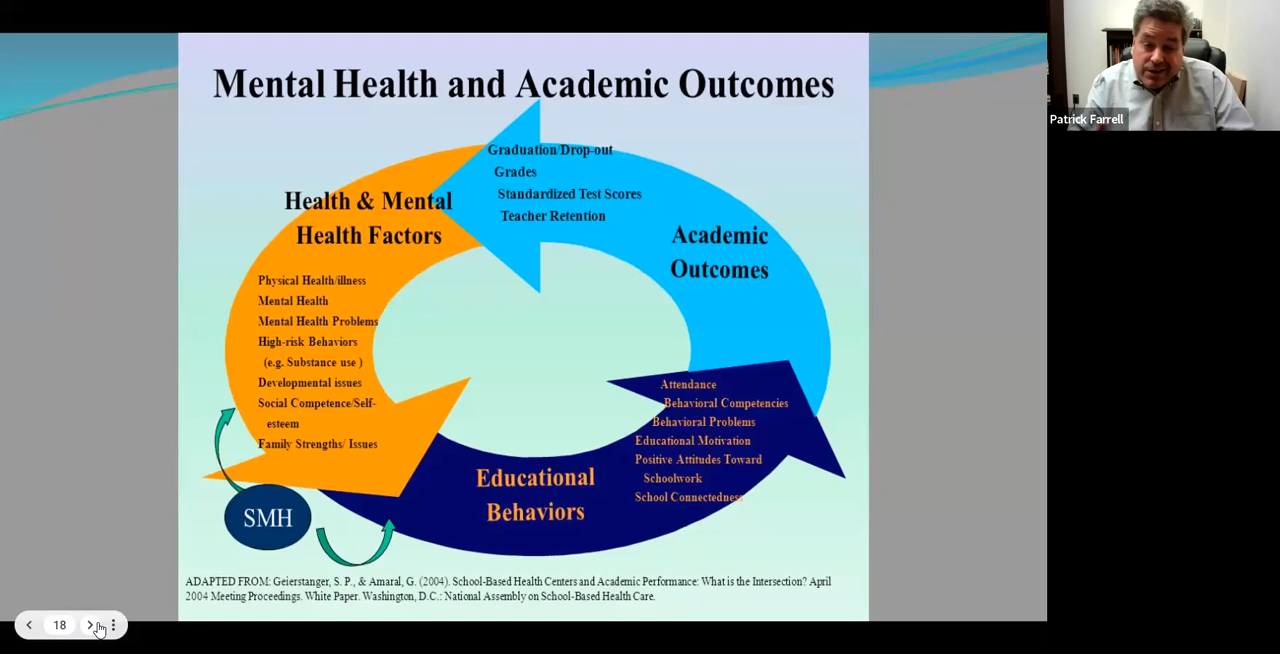 Mental Health and Academic Outcomes
Patrick Farrell
Graduation/Drop-out
Grades
Standardized Test Scores
Teacher Retention
Health & Mental
Health Factors
Academic
Outcomes
Physical Health/illness
Mental Health
Mental Health Problems
High-risk Behaviors
(e.g. Substance use )
Developmental issues
Social Competence/Self-
esteem
Family Strengths/ Issues
Attendance
Behavioral Competencies
Behavioral Problems
Educational Motivation
Positive Attitudes Toward
Schoolwork
School Connectedness
Educational
Behaviors
SMH
ADAPTED FROM: Geierstanger, S. P., & Amaral, G. (2004). School-Based Health Centers and Academic Performance: What is the Intersection? April
2004 Meeting Proceedings. White Paper. Washington, D.C.: National Assembly on School-Based Health Care.
18